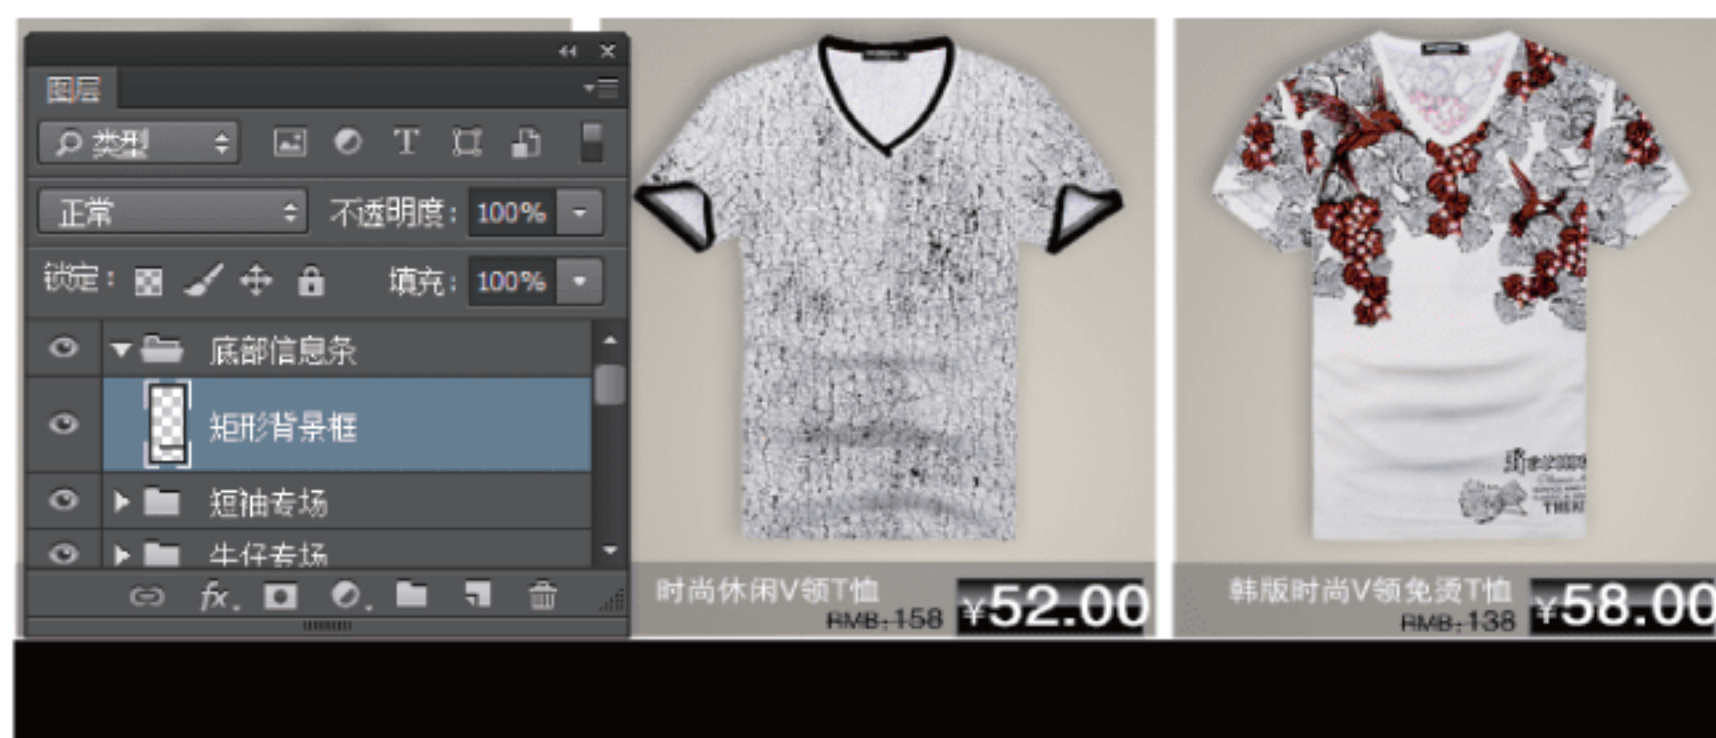 图层
类型
正常 不透明度: 100%
锁定: 填充: 100%
底部信息条
矩形背景框
短袖专场
牛仔专场
fx.
时尚休闲V领T恤
RMB:158
¥52.00
韩版时尚V领免烫T恤
RMB:138
¥58.00